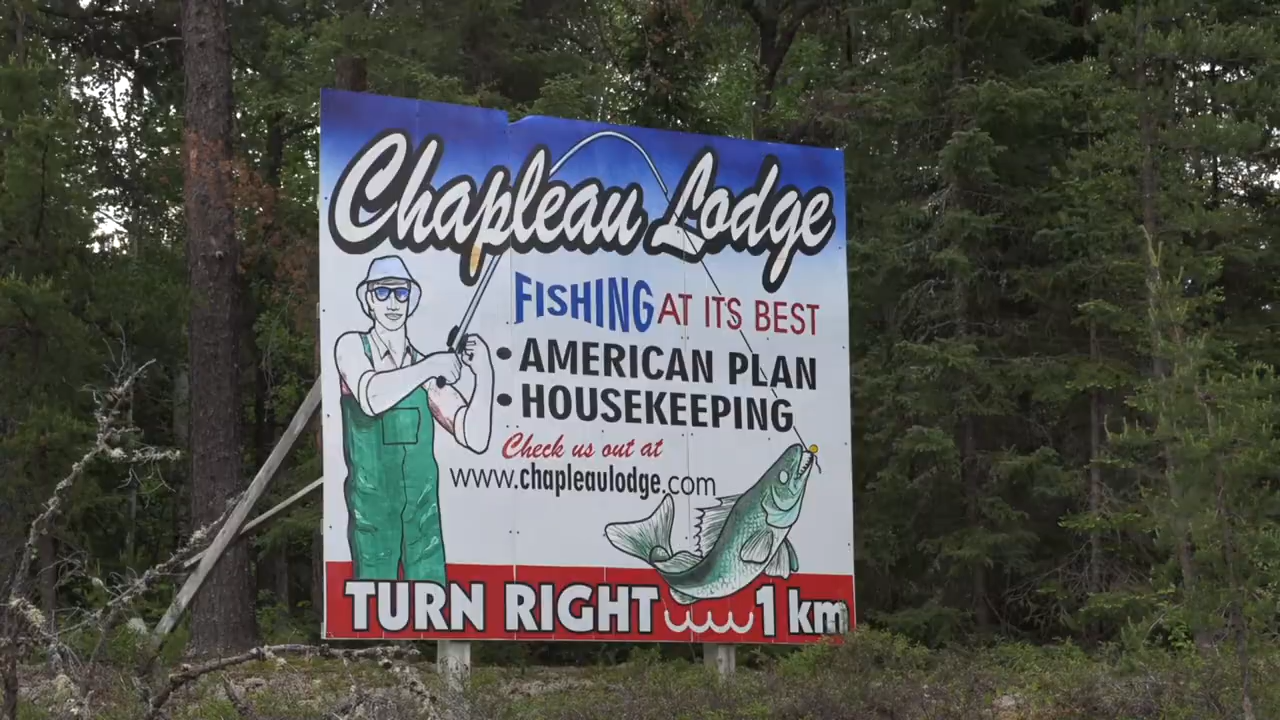 Chapleau Lodge
FISHING AT ITS BEST
• AMERICAN PLAN
• HOUSEKEEPING
Check us out at
www.chapleaulodge.com
TURN RIGHT 1 km